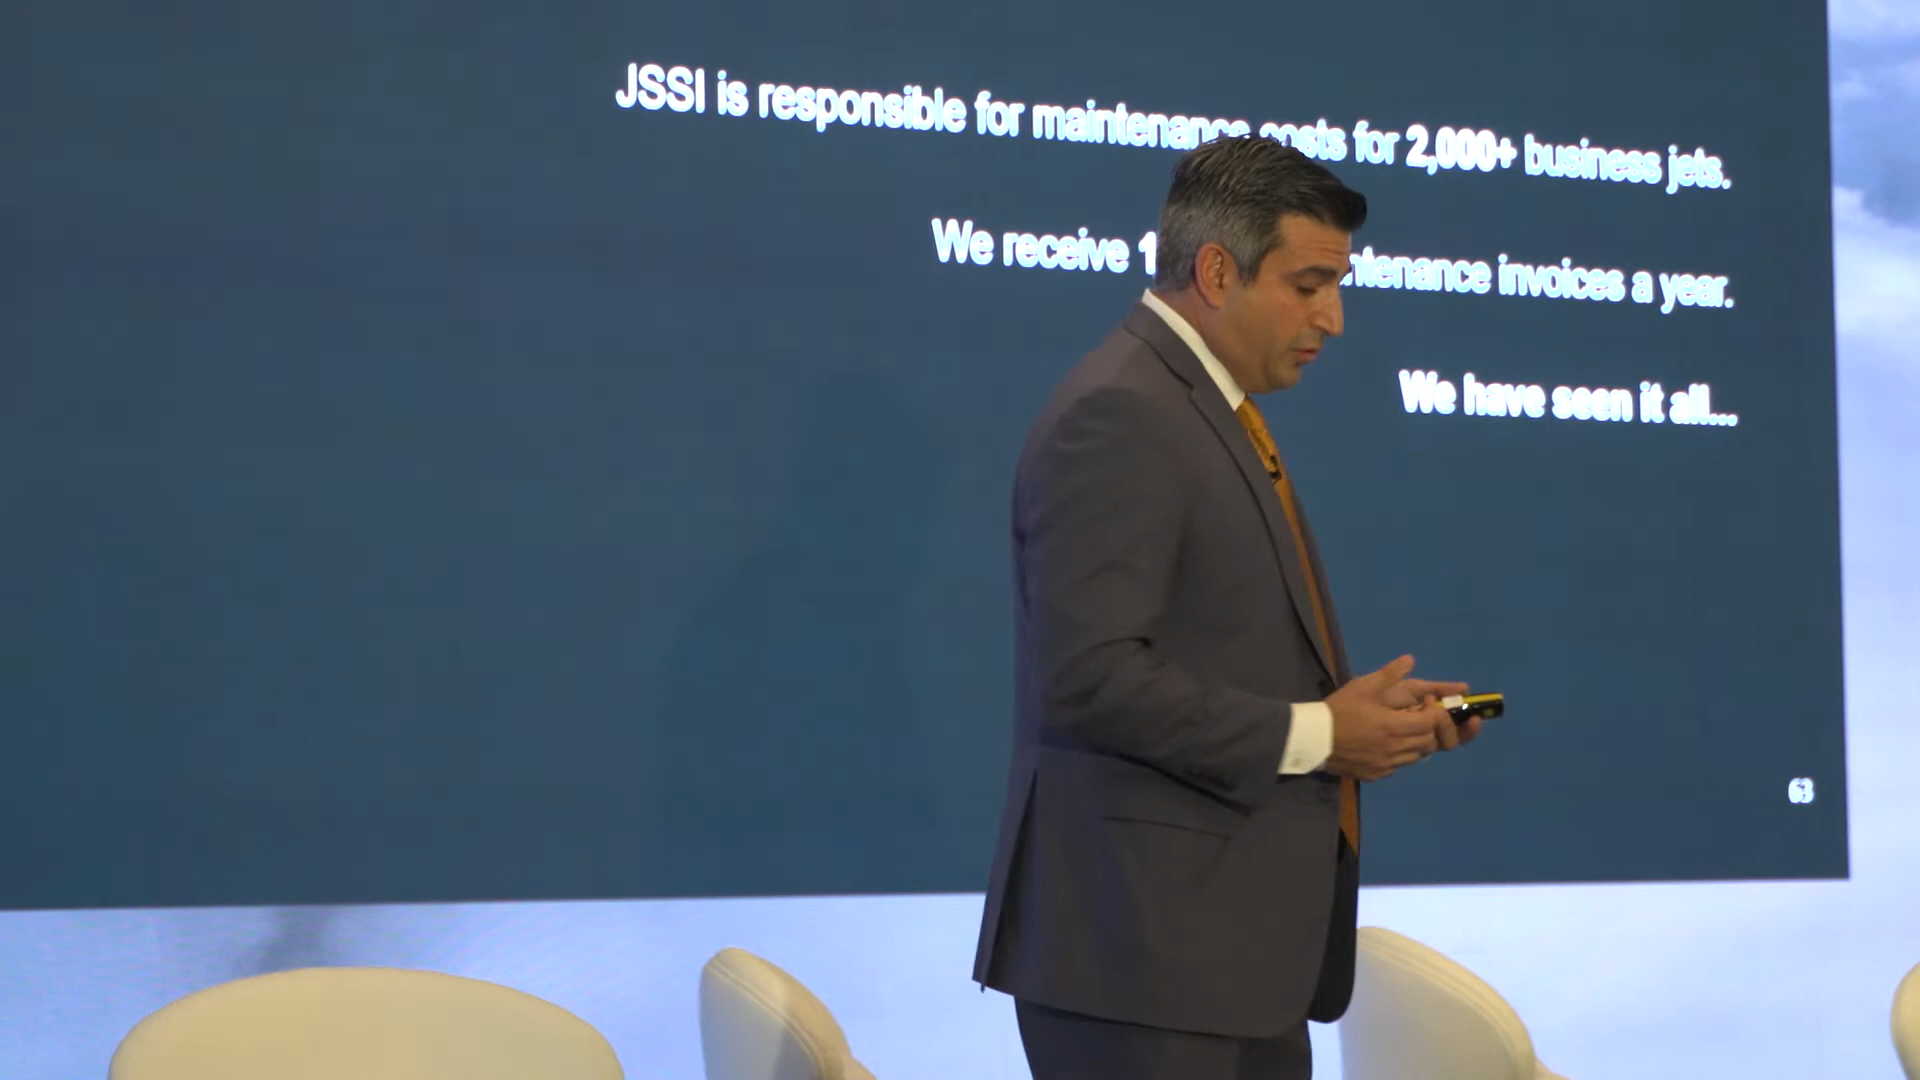 JSSI is responsible for maintenance costs for 2,000+ business jets.
We receive invoices a year.
We have seen it all...
63